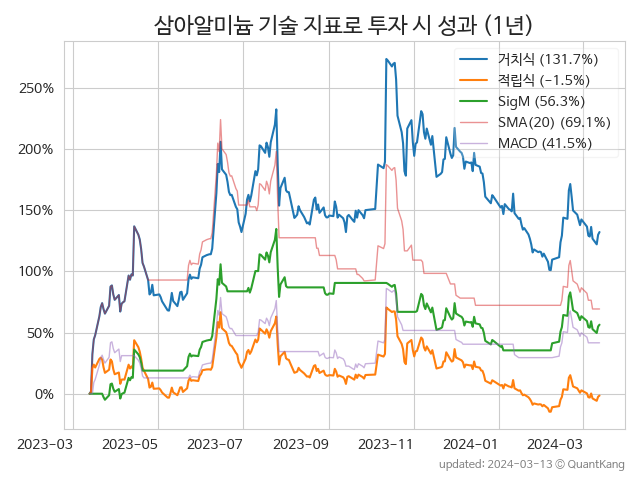 삼아알미늄 기술 지표로 투자 시 성과 (1년)
거치식 (131.7%)
적립식 (-1.5%)
SigM (56.3%)
SMA(20) (69.1%)
MACD (41.5%)
250%
200%
150%
100%
50%
0%
2023-03 2023-05 2023-07 2023-09 2023-11 2024-01 2024-03
updated: 2024-03-13 ⓒ QuantKang